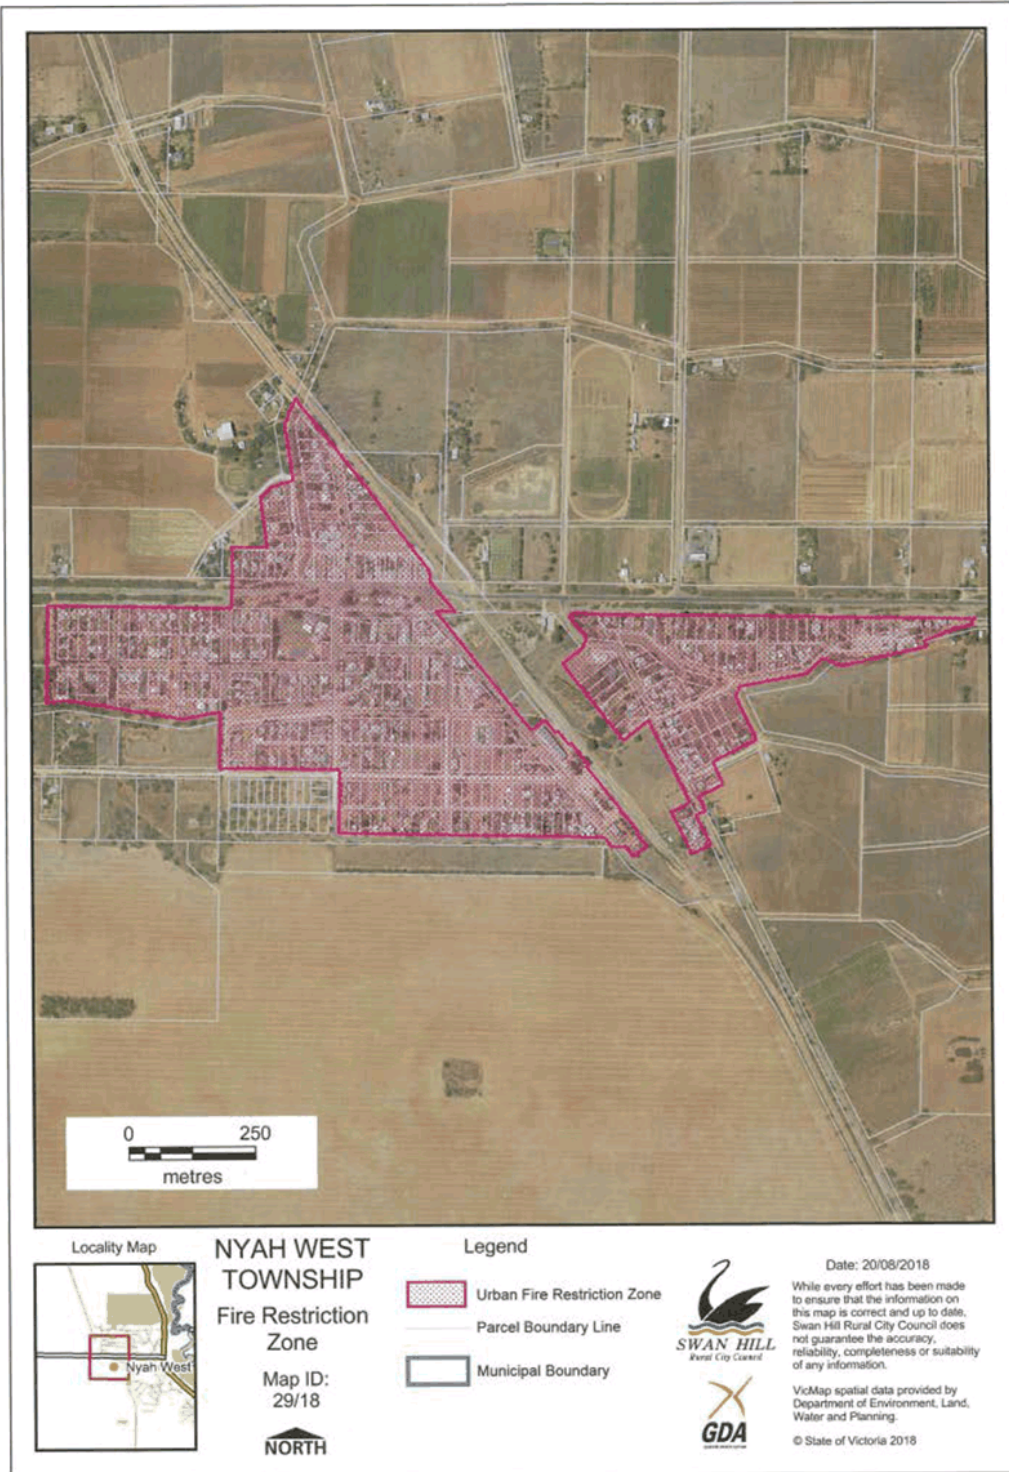 0 250
metres
Locality Map
Nyah West
NYAH WEST
TOWNSHIP
Fire Restriction
Zone
Map ID:
29/18
NORTH
Legend
Urban Fire Restriction Zone
Parcel Boundary Line
Municipal Boundary
SWAN HILL
Rural City Council
GDA
Date: 20/08/2018
While every effort has been made
to ensure that the information on
this map is correct and up to date,
Swan Hill Rural City Council does
not guarantee the accuracy,
reliability, completeness or suitability
of any information.
VicMap spatial data provided by
Department of Environment, Land,
Water and Planning.
© State of Victoria 2018